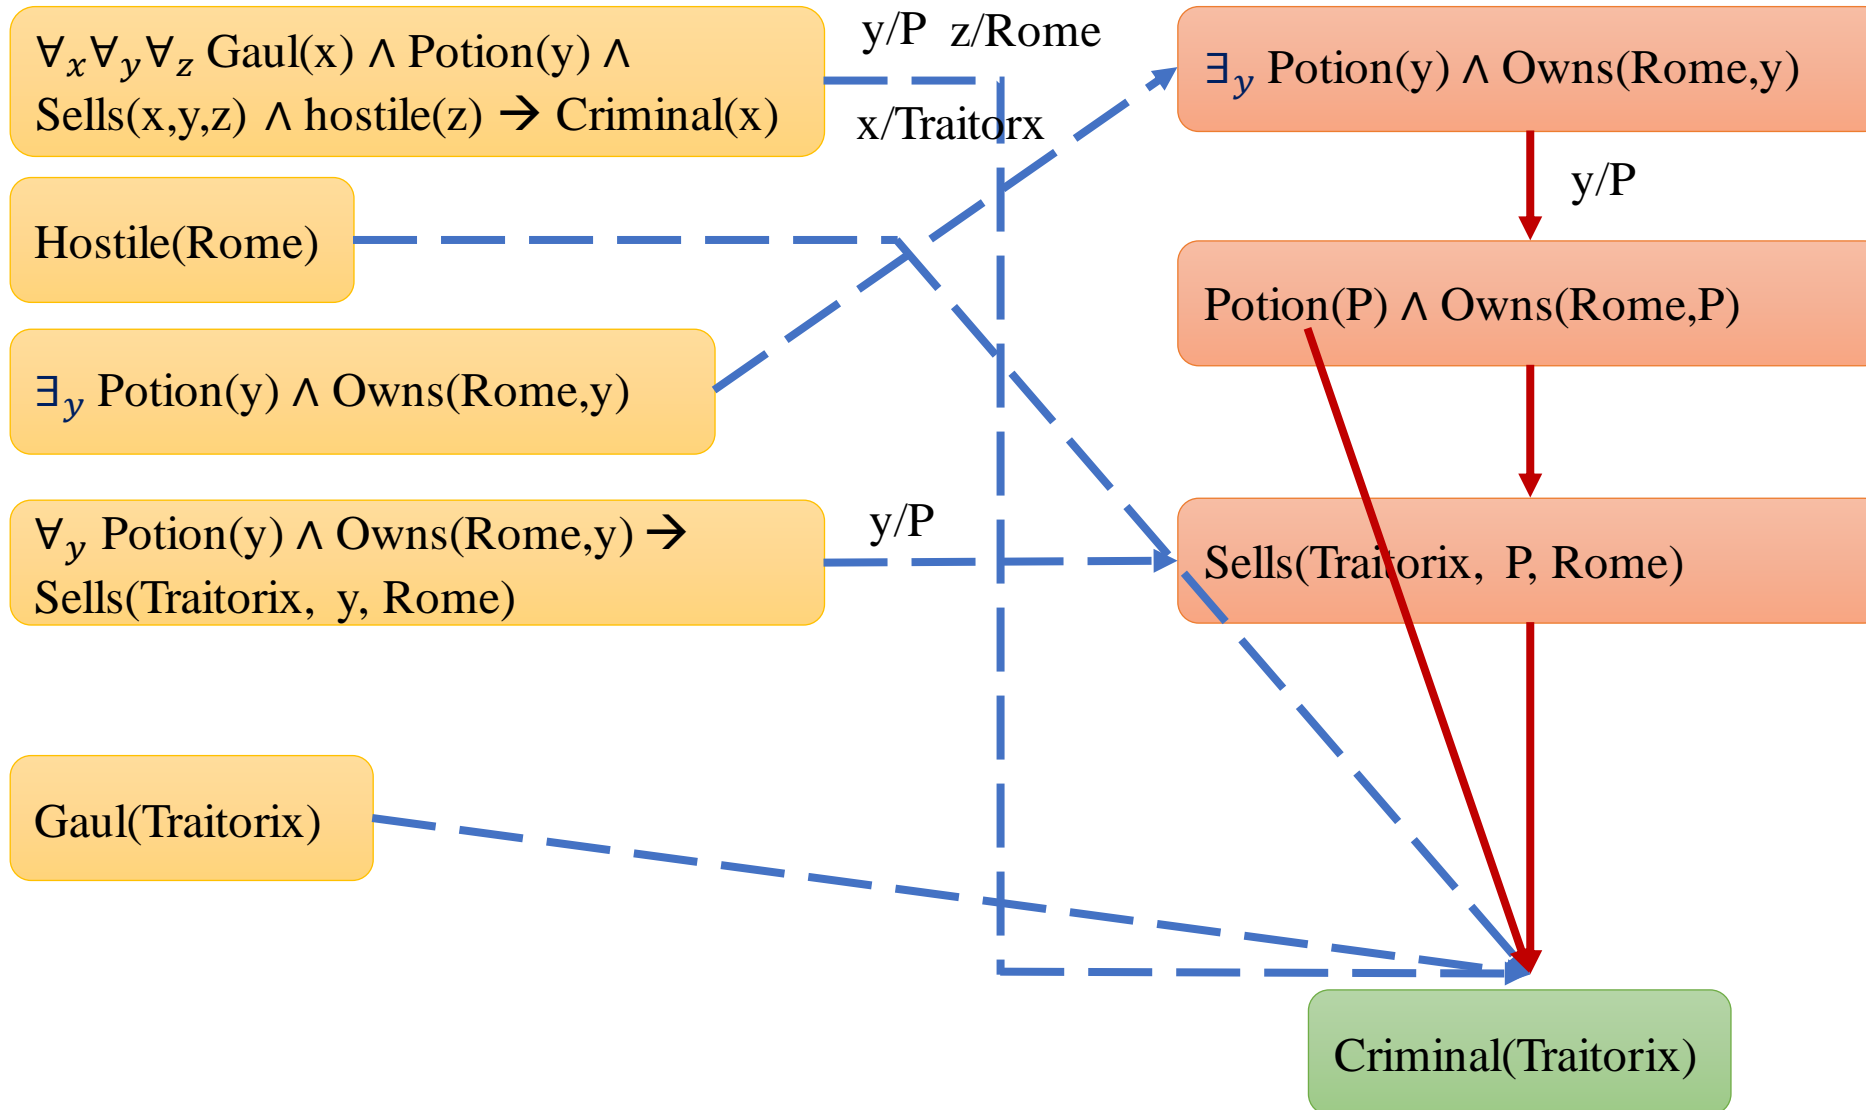 ∀x∀y∀z Gaul(x) ∧ Potion(y) ∧
Sells(x,y,z) ∧ hostile(z) → Criminal(x)
y/P z/Rome
x/Traitorx
∃y Potion(y) ∧ Owns(Rome,y)
y/P
Hostile(Rome)
Potion(P) ∧ Owns(Rome,P)
∃y Potion(y) ∧ Owns(Rome,y)
∀y Potion(y) ∧ Owns(Rome,y) →
Sells(Traitorix, y, Rome)
y/P
Sells(Traitorix, P, Rome)
Gaul(Traitorix)
Criminal(Traitorix)